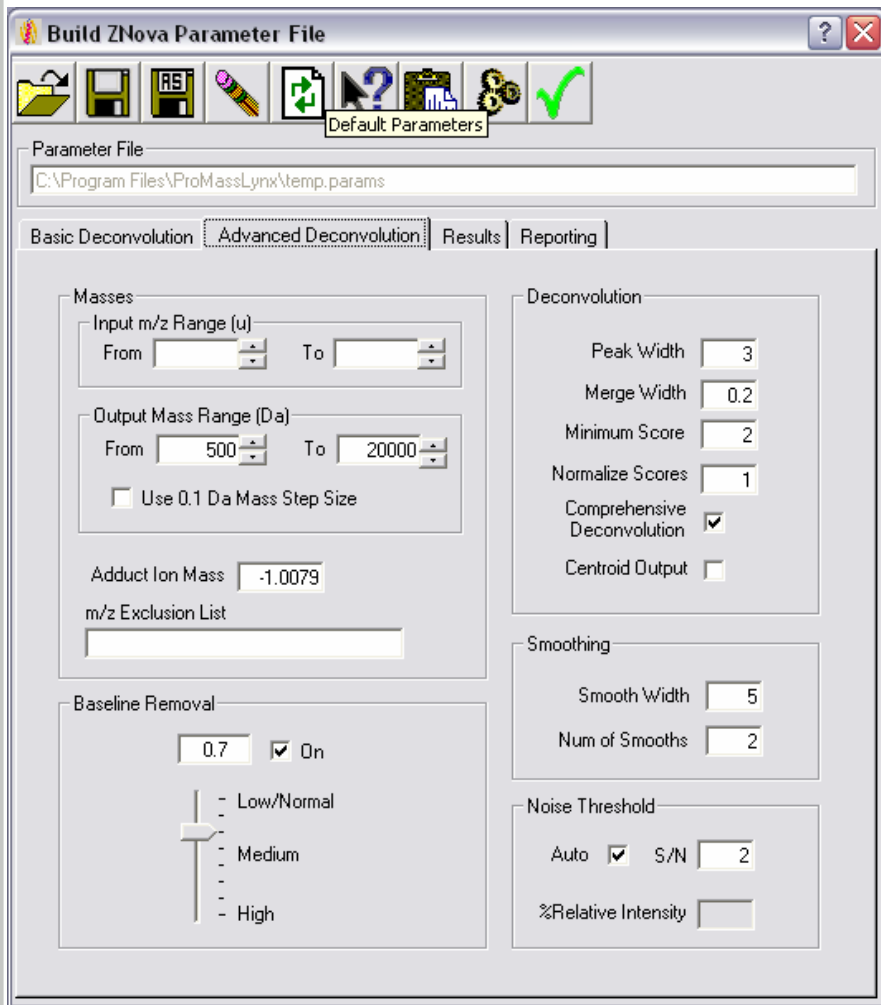 Build ZNova Parameter File
AS
Default Parameters
Parameter File
C:\Program Files\ProMassLynx\temp.params
Basic Deconvolution Advanced Deconvolution Results Reporting
Masses
Input m/z Range (u)
From To
Output Mass Range (Da)
From 500 To 20000
Use 0.1 Da Mass Step Size
Adduct Ion Mass -1.0079
m/z Exclusion List
Baseline Removal
0.7 On
Low/Normal
Medium
High
Deconvolution
Peak Width 3
Merge Width 0.2
Minimum Score 2
Normalize Scores 1
Comprehensive
Deconvolution
Centroid Output
Smoothing
Smooth Width 5
Num of Smooths 2
Noise Threshold
Auto S/N 2
%Relative Intensity